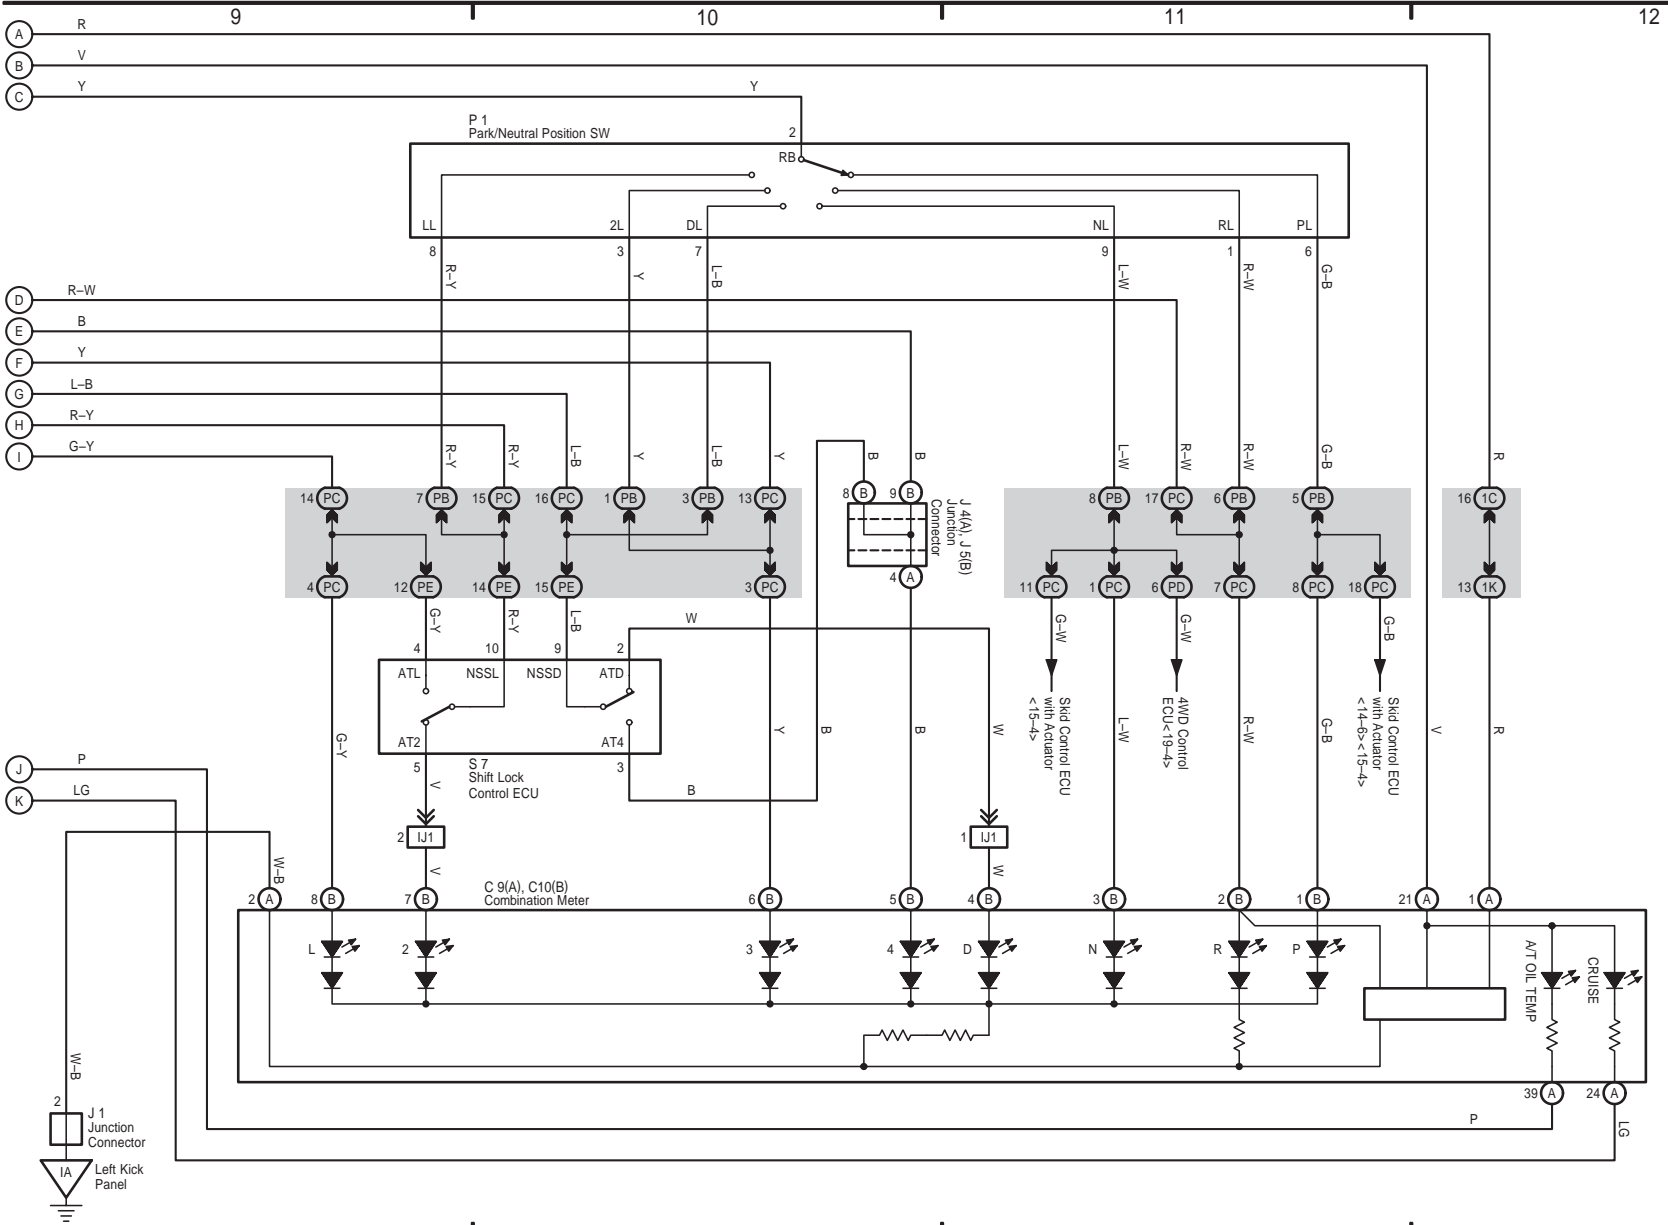 9 10 11 12
A R
B V
C Y Y
P 1
Park/Neutral Position SW 2
RB
LL 2L DL NL RL PL
8 3 7 9 1 6
R–Y Y L–B L–W R–W G–B
D R–W
E B
F Y
G L–B
H R–Y
I G–Y
R–Y R–Y L–B Y L–B Y B B L–W R–W R–W G–B R
14 PC 7 PB 15 PC 16 PC 1 PB 3 PB 13 PC 8 B 9 B 8 PB 17 PC 6 PB 5 PB 16 1C
J 4(A), J 5(B)
Junction
Connector
4 A
4 PC 12 PE 14 PE 15 PE 3 PC 11 PC 1 PC 6 PD 7 PC 8 PC 18 PC 13 1K
G–Y R–Y L–B W G–W G–W G–B
4 10 9 2
ATL NSSL NSSD ATD
AT2 AT4
5 3
S 7
Shift Lock
Control ECU
G–Y Y B B W L–W R–W G–B V R
Skid Control ECU
with Actuator
<15–4>
4WD Control
ECU<19–4>
Skid Control ECU
with Actuator
<14–6><15–4>
J P
K LG
V B
2 IJ1 1 IJ1
V W
W–B
C 9(A), C10(B)
Combination Meter
2 A 8 B 7 B 6 B 5 B 4 B 3 B 2 B 1 B 21 A 1 A
L 2 3 4 D N R P
A/T OIL TEMP
CRUISE
W–B
39 A 24 A
2
J 1
Junction
Connector
P
LG
IA Left Kick
Panel